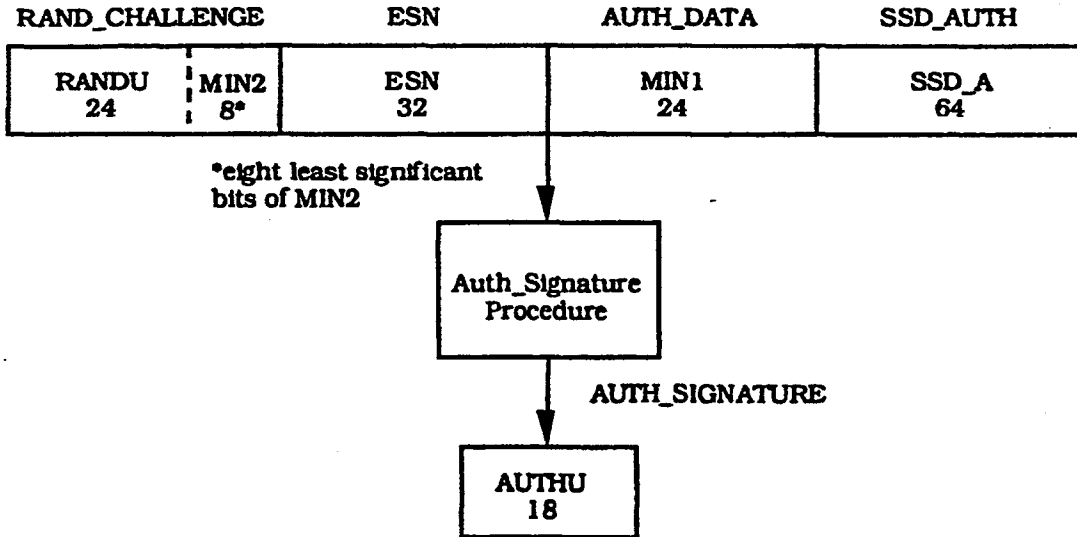 RAND_CHALLENGE ESN AUTH_DATA SSD_AUTH
RANDU MIN2 ESN MIN1 SSD_A
24 8* 32 24 64
*eight least significant
bits of MIN2
Auth_Signature
Procedure
AUTH_SIGNATURE
AUTHU
18